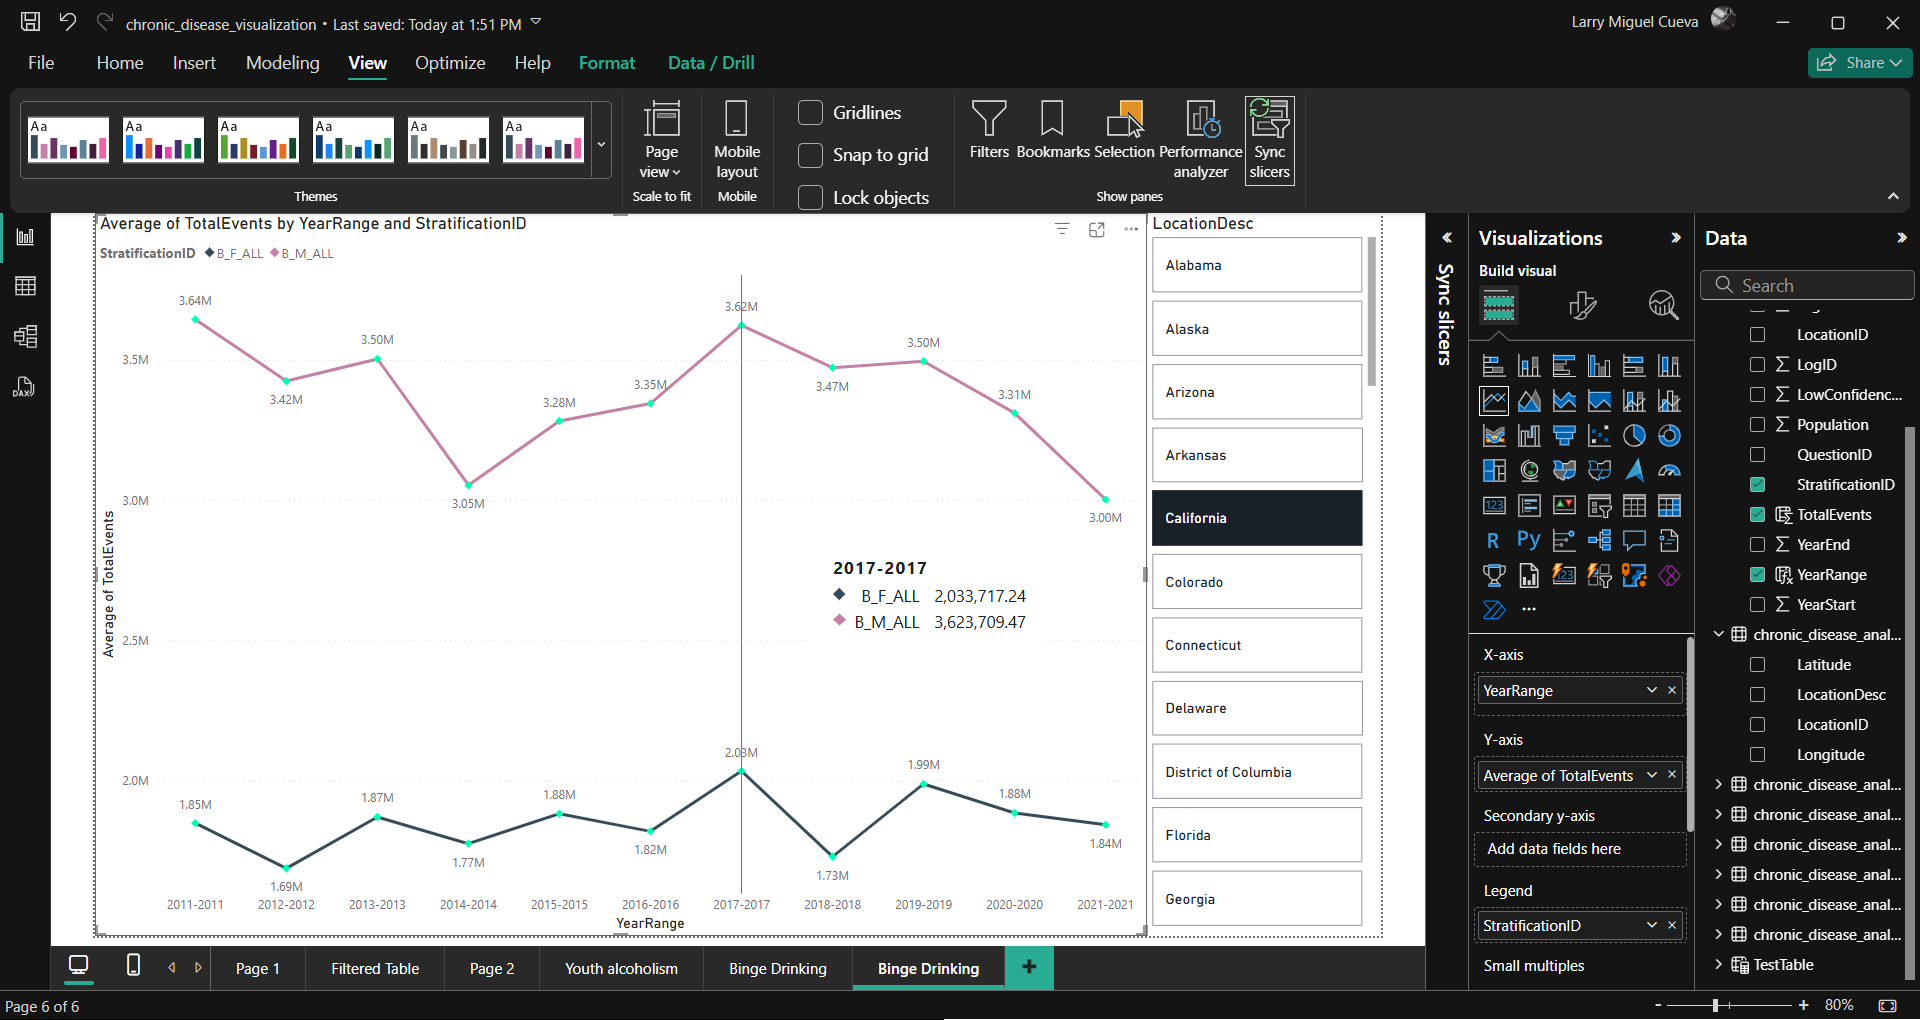 chronic_disease_visualization • Last saved: Today at 1:51 PM
Larry Miguel Cueva
File Home Insert Modeling View Optimize Help Format Data / Drill
Share
Aa Aa Aa Aa Aa Aa
Themes
Page view
Scale to fit
Mobile layout
Mobile
Gridlines
Snap to grid
Lock objects
Filters
Bookmarks
Selection
Performance analyzer
Sync slicers
Show panes
Average of TotalEvents by YearRange and StratificationID
StratificationID B_F_ALL B_M_ALL
3.64M
3.42M
3.50M
3.05M
3.28M
3.35M
3.62M
3.47M
3.50M
3.31M
3.00M
3.5M
3.0M
2.5M
2.0M
Average of TotalEvents
2017-2017
B_F_ALL 2,033,717.24
B_M_ALL 3,623,709.47
1.85M
1.69M
1.87M
1.77M
1.88M
1.82M
2.03M
1.73M
1.99M
1.88M
1.84M
2011-2011 2012-2012 2013-2013 2014-2014 2015-2015 2016-2016 2017-2017 2018-2018 2019-2019 2020-2020 2021-2021
YearRange
LocationDesc
Alabama
Alaska
Arizona
Arkansas
California
Colorado
Connecticut
Delaware
District of Columbia
Florida
Georgia
Sync slicers
Visualizations
Build visual
R Py
123
X-axis
YearRange
Y-axis
Average of TotalEvents
Secondary y-axis
Add data fields here
Legend
StratificationID
Small multiples
Data
Search
LocationID
LogID
LowConfidenc...
Population
QuestionID
StratificationID
TotalEvents
YearEnd
YearRange
YearStart
chronic_disease_anal...
Latitude
LocationDesc
LocationID
Longitude
chronic_disease_anal...
chronic_disease_anal...
chronic_disease_anal...
chronic_disease_anal...
chronic_disease_anal...
chronic_disease_anal...
TestTable
DAX
Page 1 Filtered Table Page 2 Youth alcoholism Binge Drinking Binge Drinking
Page 6 of 6
80%